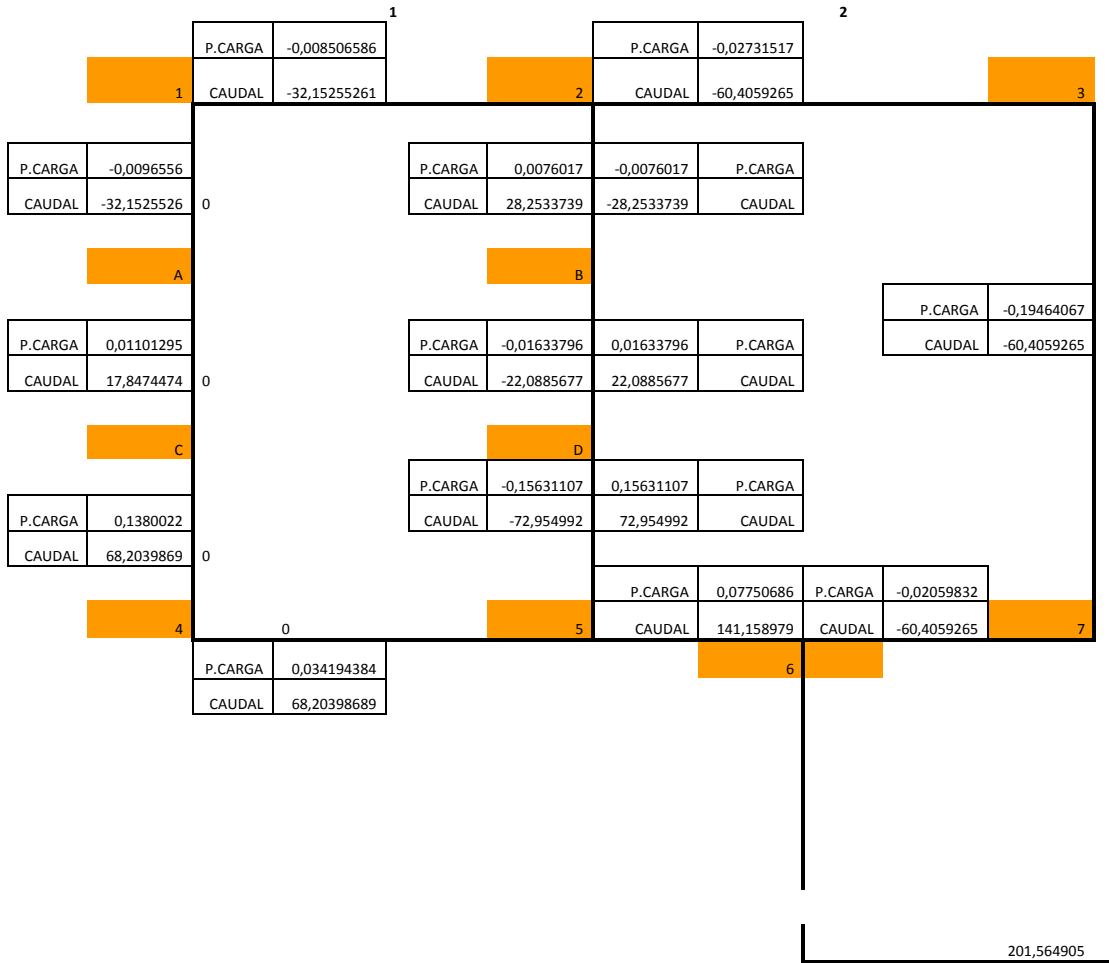 1 2
P.CARGA -0,008506586 P.CARGA -0,02731517
1 CAUDAL -32,15255261 2 CAUDAL -60,4059265 3
P.CARGA -0,0096556 P.CARGA 0,0076017 -0,0076017 P.CARGA
CAUDAL -32,1525526 0 CAUDAL 28,2533739 -28,2533739 CAUDAL
A B
P.CARGA -0,19464067
P.CARGA 0,01101295 P.CARGA -0,01633796 0,01633796 P.CARGA CAUDAL -60,4059265
CAUDAL 17,8474474 0 CAUDAL -22,0885677 22,0885677 CAUDAL
C D
P.CARGA -0,15631107 0,15631107 P.CARGA
P.CARGA 0,1380022 CAUDAL -72,954992 72,954992 CAUDAL
CAUDAL 68,2039869 0
P.CARGA 0,07750686 P.CARGA -0,02059832
4 0 5 CAUDAL 141,158979 CAUDAL -60,4059265 7
P.CARGA 0,034194384 6
CAUDAL 68,20398689
201,564905